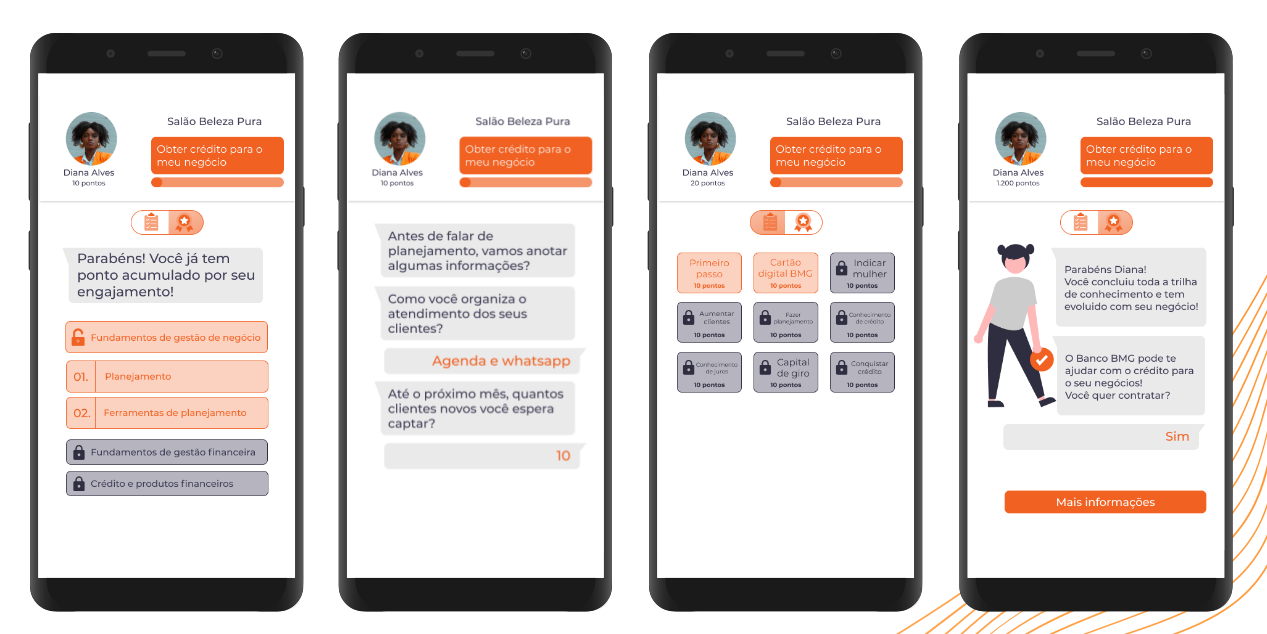 Salão Beleza Pura
Obter crédito para o
meu negócio
Diana Alves
10 pontos
Parabéns! Você já tem
ponto acumulado por seu
engajamento!
Fundamentos de gestão de negócio
01. Planejamento
02. Ferramentas de planejamento
Fundamentos de gestão financeira
Crédito e produtos financeiros
Salão Beleza Pura
Obter crédito para o
meu negócio
Diana Alves
10 pontos
Antes de falar de
planejamento, vamos anotar
algumas informações?
Como você organiza o
atendimento dos seus
clientes?
Agenda e whatsapp
Até o próximo mês, quantos
clientes novos você espera
captar?
10
Salão Beleza Pura
Obter crédito para o
meu negócio
Diana Alves
20 pontos
Primeiro
passo
10 pontos
Cartão
digital BMG
10 pontos
Indicar
mulher
10 pontos
Aumentar
clientes
10 pontos
Fazer
planejamento
10 pontos
Conhecimento
de crédito
10 pontos
Conhecimento
de juros
10 pontos
Capital
de giro
10 pontos
Conquistar
crédito
10 pontos
Salão Beleza Pura
Obter crédito para o
meu negócio
Diana Alves
1.200 pontos
Parabéns Diana!
Você concluiu toda a trilha
de conhecimento e tem
evoluido com seu negócio!
O Banco BMG pode te
ajudar com o crédito para
o seu negócios!
Você quer contratar?
Sim
Mais informações